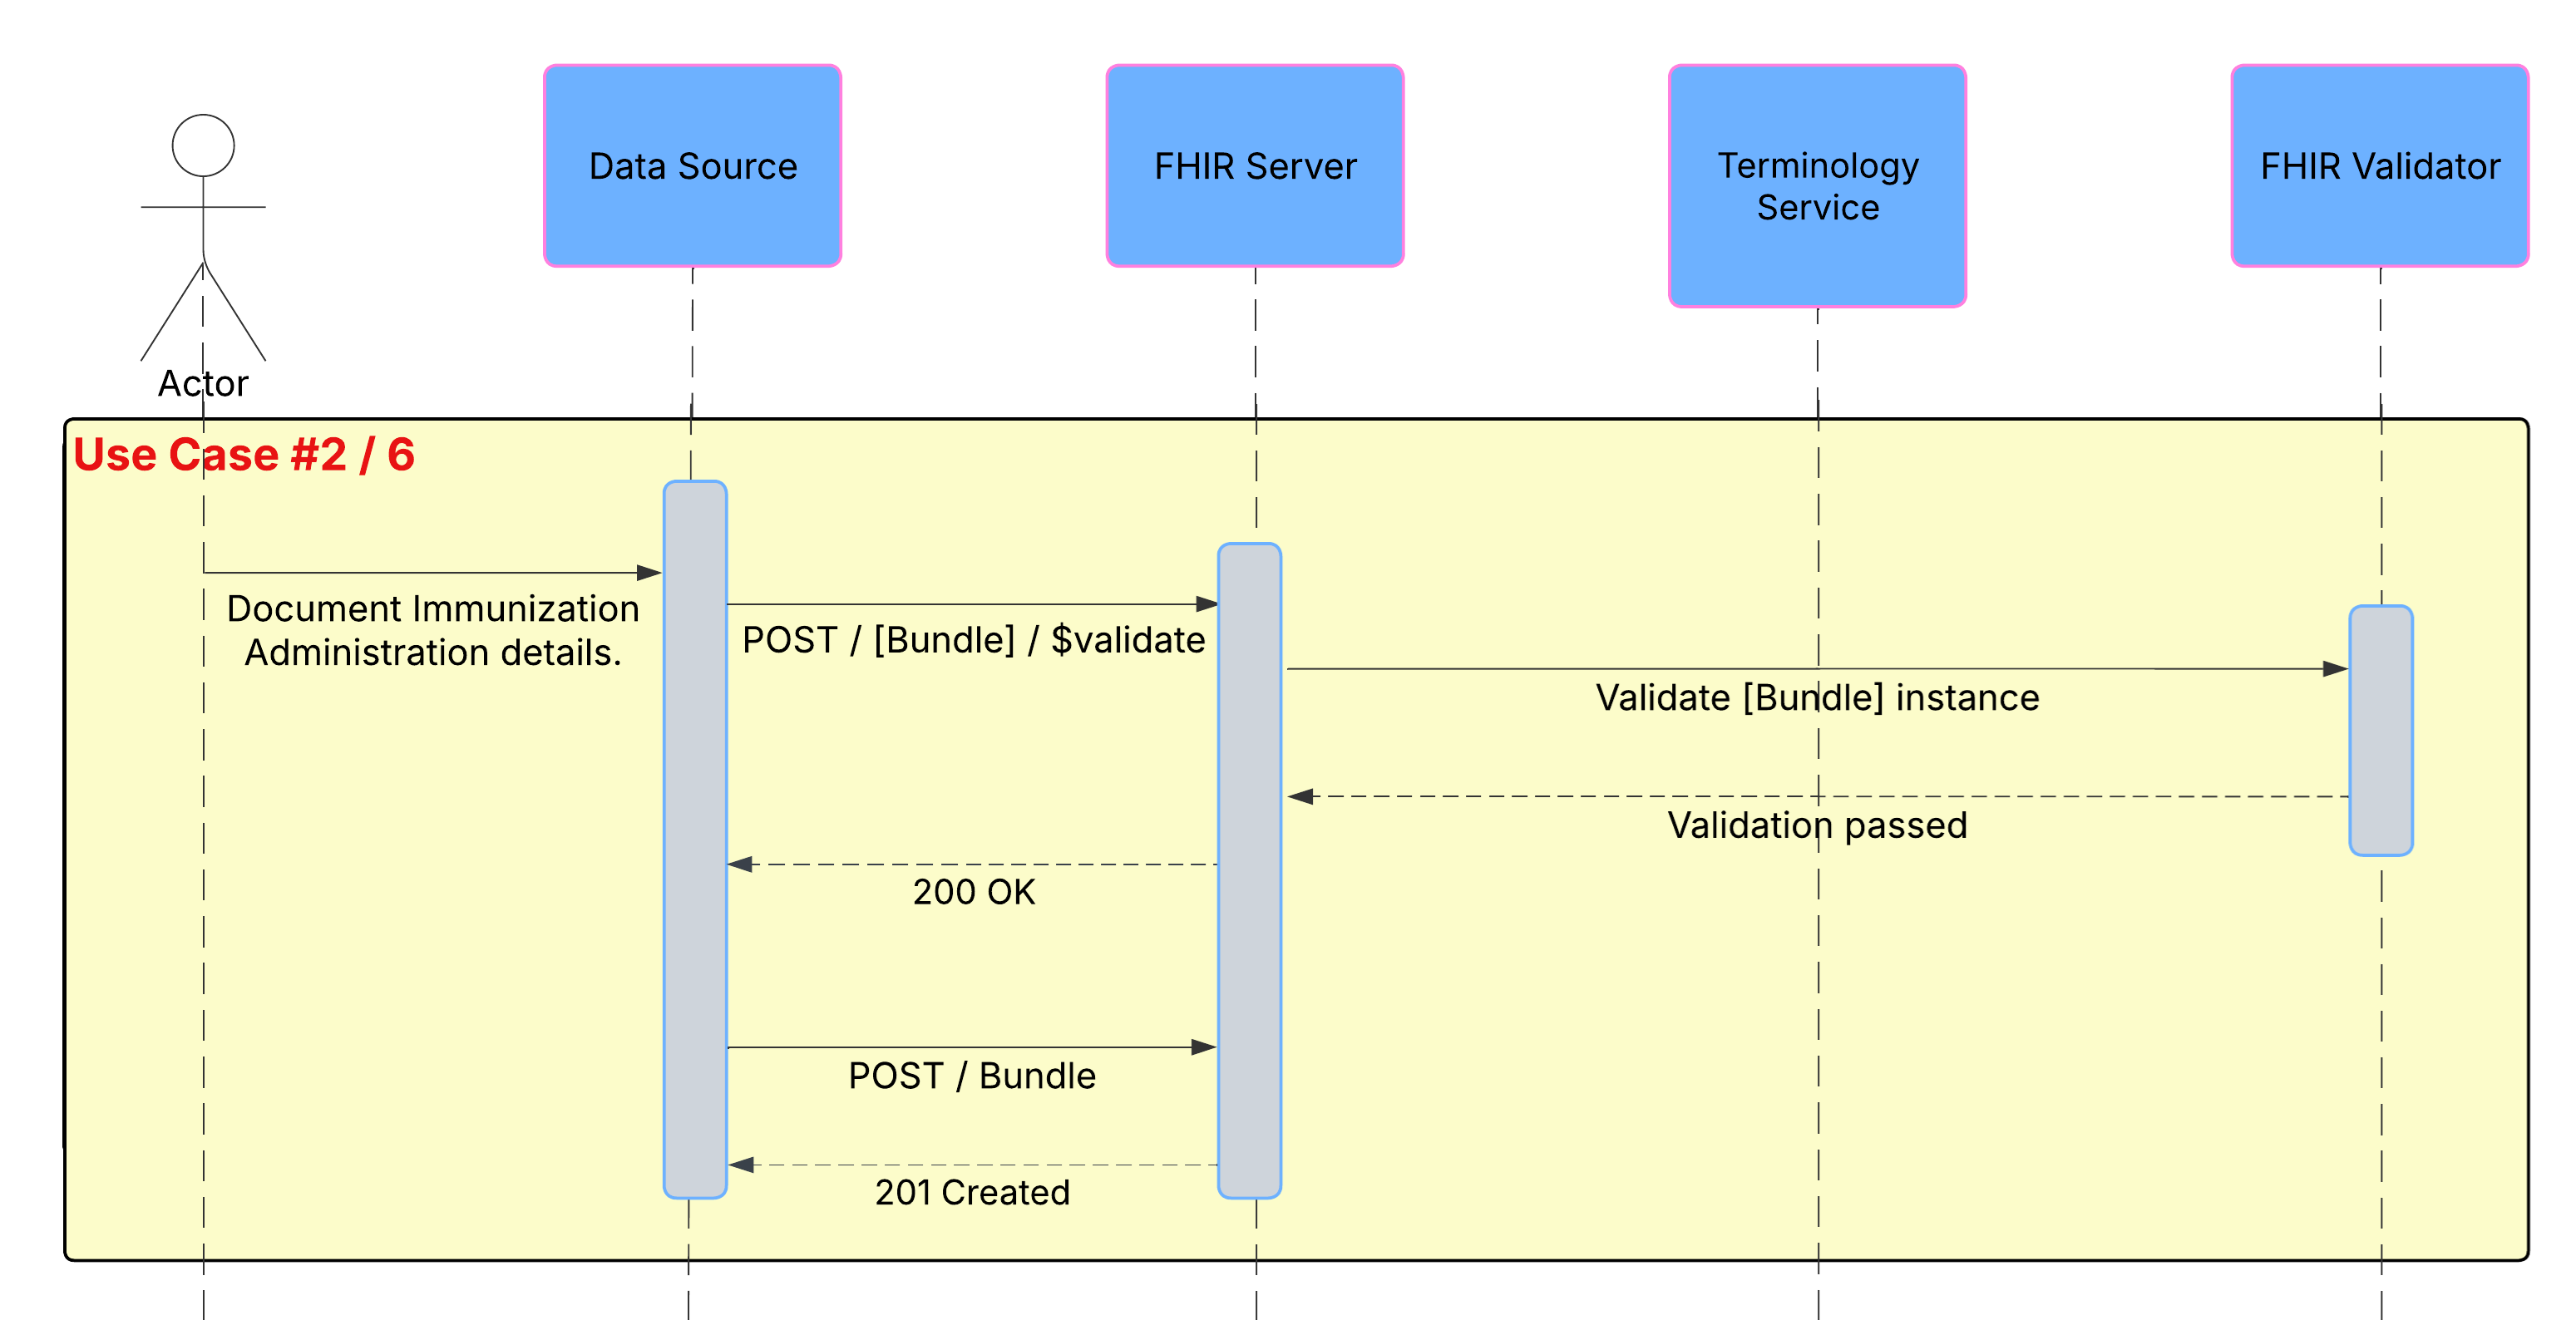 Data Source
FHIR Server
Terminology
Service
FHIR Validator
Actor
Use Case #2 / 6
Document Immunization
Administration details.
POST / [Bundle] / $validate
Validate [Bundle] instance
Validation passed
200 OK
POST / Bundle
201 Created